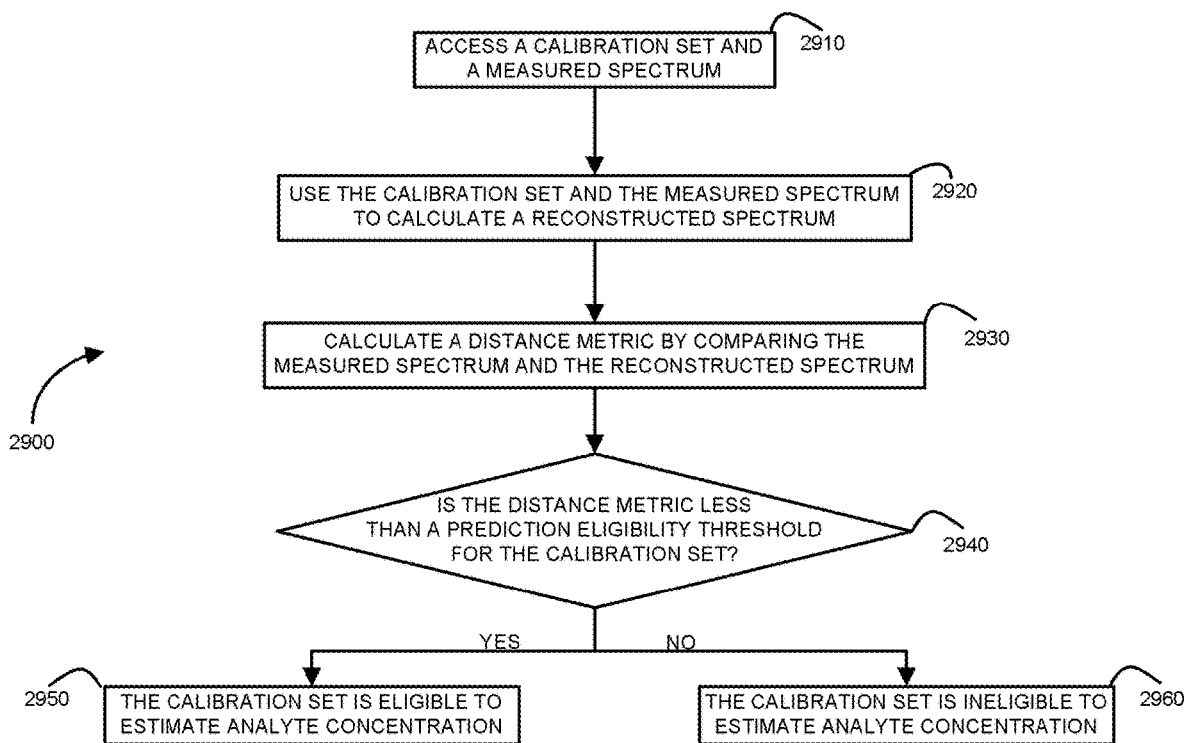 ACCESS A CALIBRATION SET AND
A MEASURED SPECTRUM
2910
USE THE CALIBRATION SET AND THE MEASURED SPECTRUM
TO CALCULATE A RECONSTRUCTED SPECTRUM
2920
CALCULATE A DISTANCE METRIC BY COMPARING THE
MEASURED SPECTRUM AND THE RECONSTRUCTED SPECTRUM
2930
2900
IS THE DISTANCE METRIC LESS
THAN A PREDICTION ELIGIBILITY THRESHOLD
FOR THE CALIBRATION SET?
2940
YES
NO
2950
THE CALIBRATION SET IS ELIGIBLE TO
ESTIMATE ANALYTE CONCENTRATION
THE CALIBRATION SET IS INELIGIBLE TO
ESTIMATE ANALYTE CONCENTRATION
2960